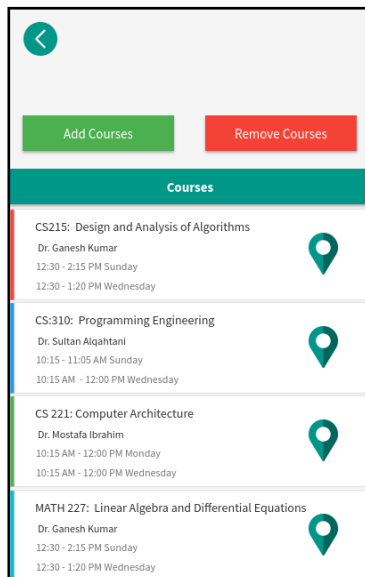 Add Courses
Remove Courses
Courses
CS215: Design and Analysis of Algorithms
Dr. Ganesh Kumar
12:30 - 2:15 PM Sunday
12:30 - 1:20 PM Wednesday
CS:310: Programming Engineering
Dr. Sultan Alqahtani
10:15 - 11:05 AM Sunday
10:15 AM - 12:00 PM Wednesday
CS 221: Computer Architecture
Dr. Mostafa Ibrahim
10:15 AM - 12:00 PM Monday
10:15 AM - 12:00 PM Wednesday
MATH 227: Linear Algebra and Differential Equations
Dr. Ganesh Kumar
12:30 - 2:15 PM Sunday
12:30 - 1:20 PM Wednesday